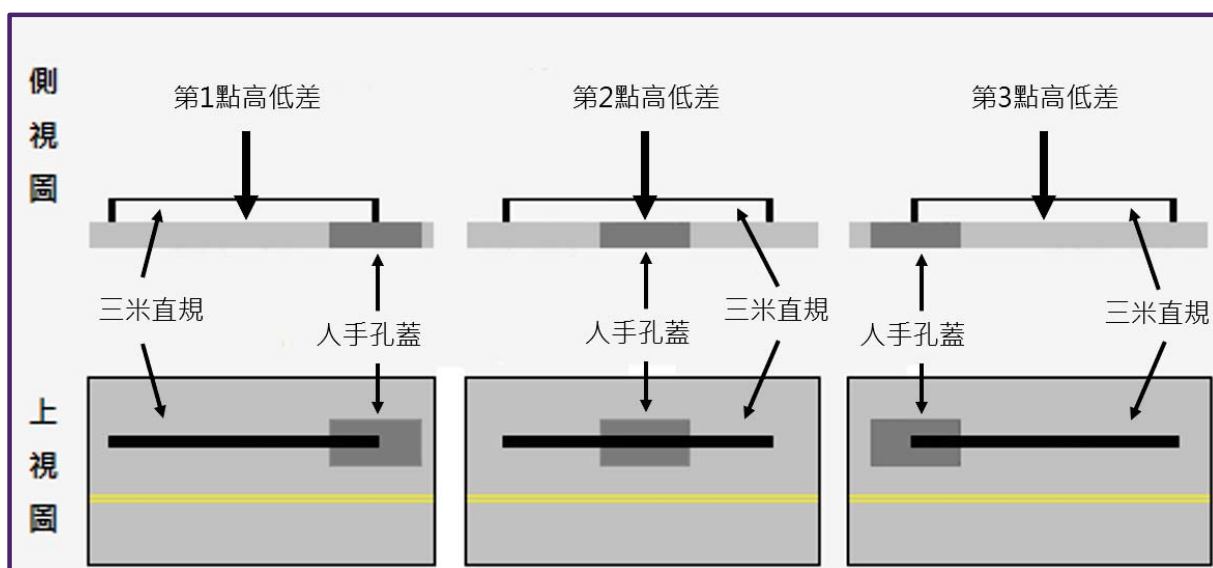 側視圖
第1點高低差
第2點高低差
第3點高低差
三米直規
人手孔蓋
人手孔蓋
三米直規
人手孔蓋
三米直規
上視圖